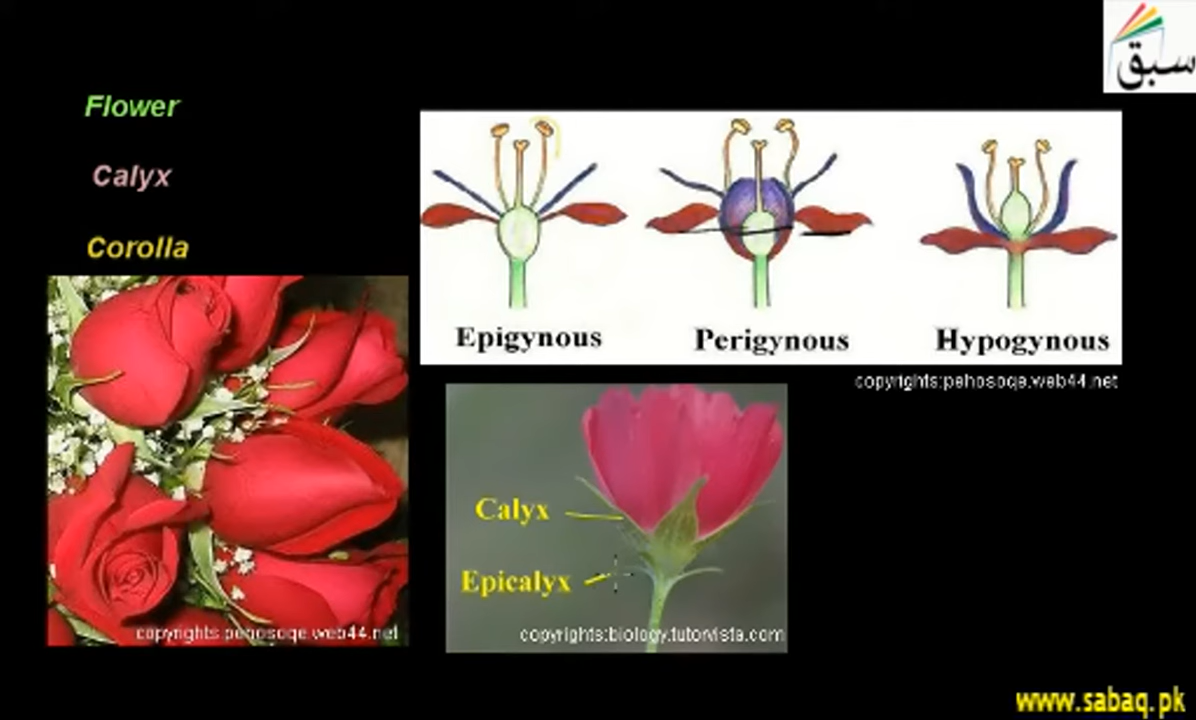 سبق
Flower
Calyx
Corolla
Epigynous
Perigynous
Hypogynous
copyrights:pehosoqe.web44.net
Calyx
Epicalyx
copyrights:pehosoqe.web44.net
copyrights:biology.tutorvista.com
www.sabaq.pk